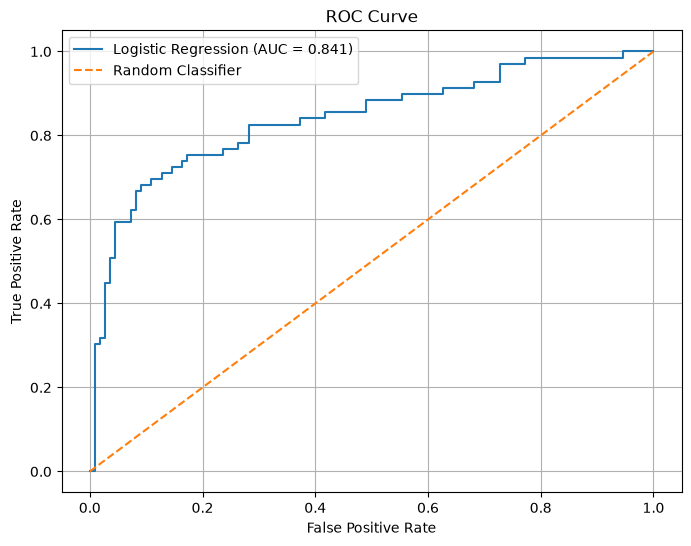 ROC Curve
Logistic Regression (AUC = 0.841)
Random Classifier
True Positive Rate
1.0
0.8
0.6
0.4
0.2
0.0
0.0 0.2 0.4 0.6 0.8 1.0
False Positive Rate